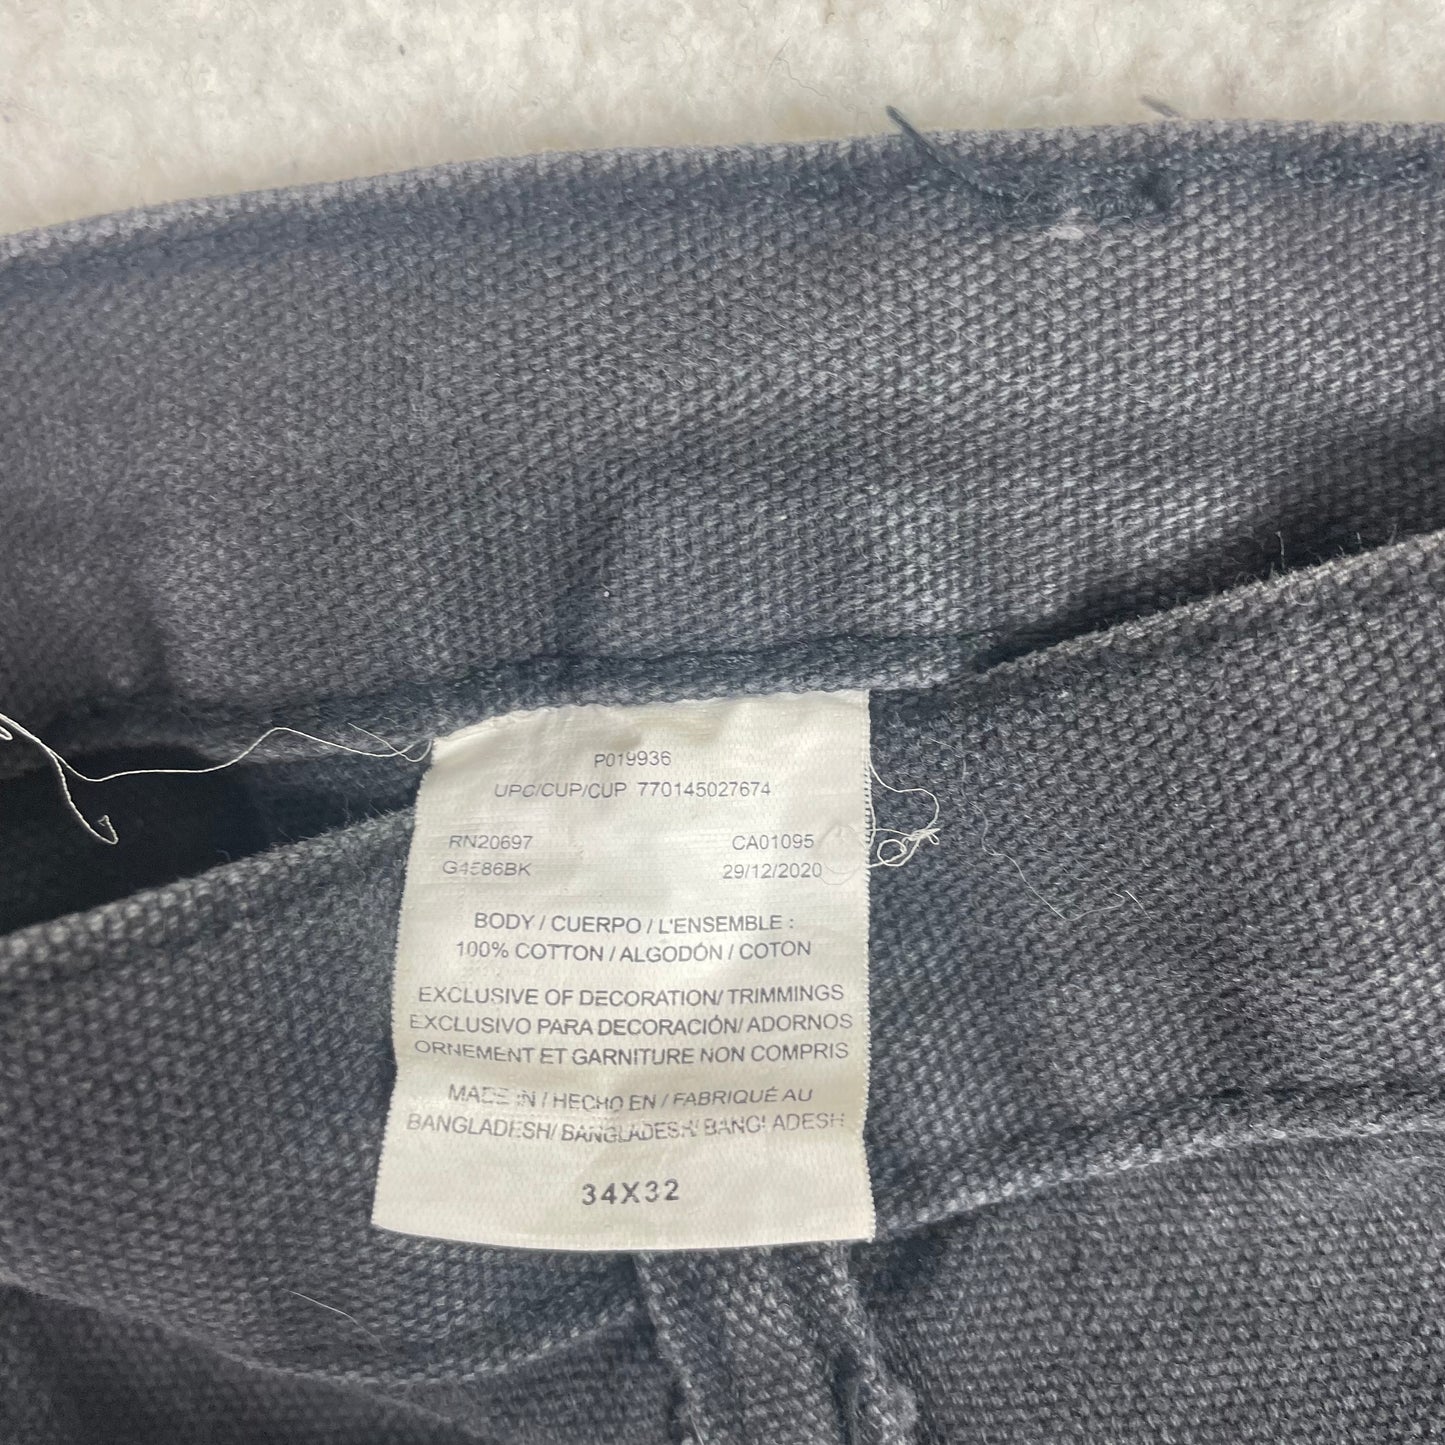 P019936
UPC/CUP/CUP 770145027674
RN20697 CA01095
G4586BK 29/12/2020
BODY / CUERPO / L'ENSEMBLE :
100% COTTON / ALGODÓN / COTON
EXCLUSIVE OF DECORATION/ TRIMMINGS
EXCLUSIVO PARA DECORACIÓN/ ADORNOS
ORNEMENT ET GARNITURE NON COMPRIS
MADE IN / HECHO EN / FABRIQUÉ AU
BANGLADESH/ BANGLADESH/ BANGLADESH
34X32